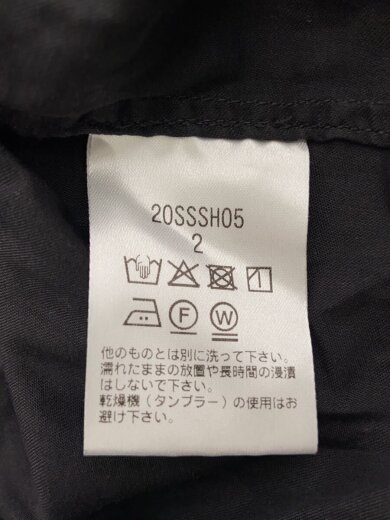 20SSSH05
2
F W
他のものとは別に洗って下さい。
濡れたままの放置や長時間の浸漬
はしないで下さい。
乾燥機(タンブラー)の使用はお
避け下さい。